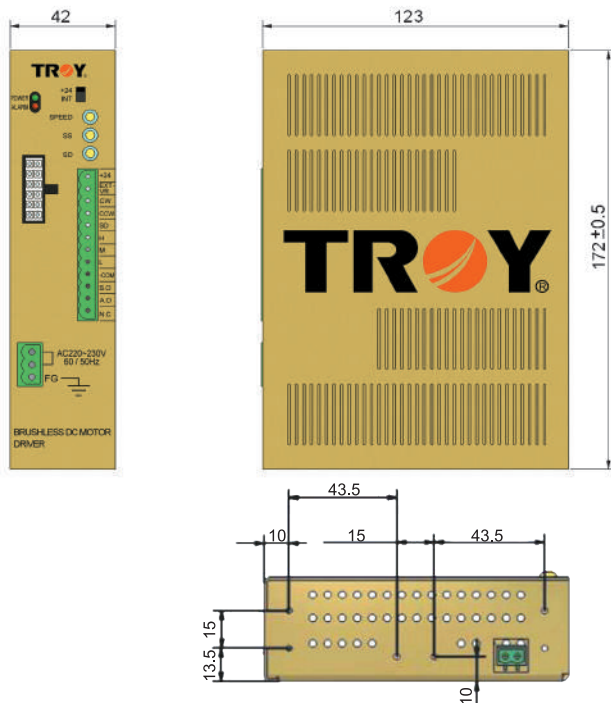 42
123
172±0.5
TROY®
POWER
ALARM
+24
INT
SPEED
SS
SD
+24
EXT
VR
CW
CCW
SD
H
M
L
-COM
S.O
A.O
N.C
AC220~230V
60 / 50Hz
FG
BRUSHLESS DC MOTOR
DRIVER
TROY®
43.5
10
15
43.5
15
13.5
10